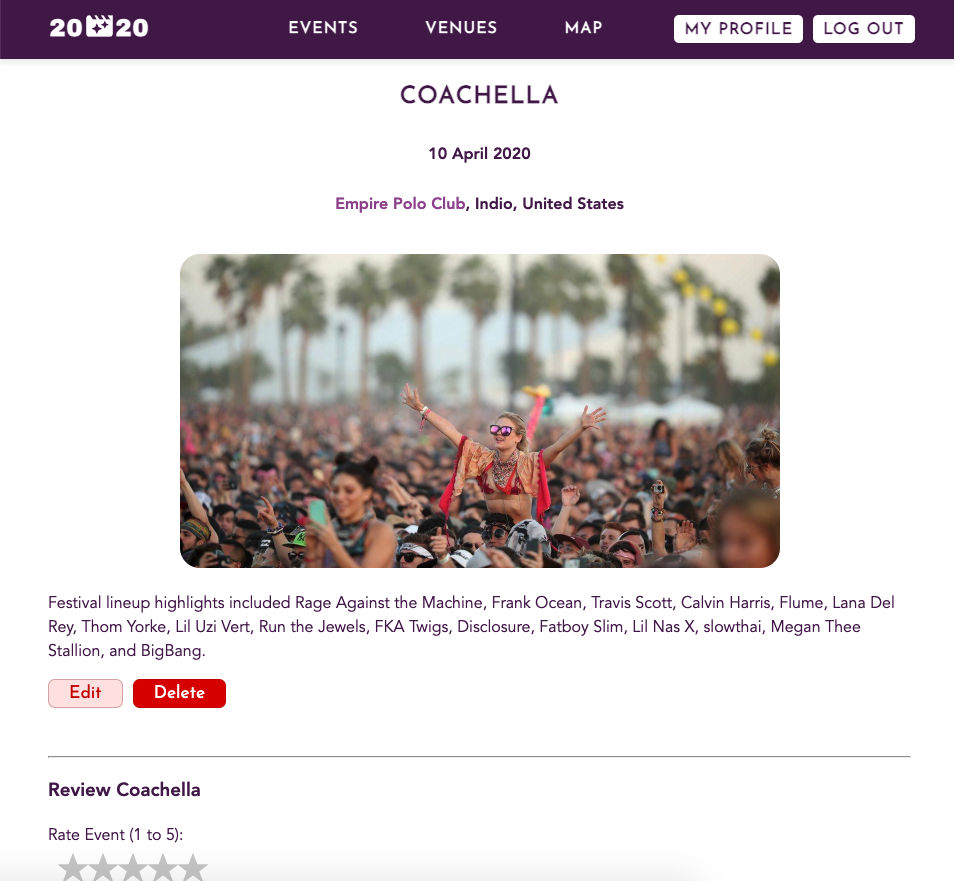 20 20
EVENTS
VENUES
MAP
MY PROFILE
LOG OUT
COACHELLA
10 April 2020
Empire Polo Club, Indio, United States
Festival lineup highlights included Rage Against the Machine, Frank Ocean, Travis Scott, Calvin Harris, Flume, Lana Del
Rey, Thom Yorke, Lil Uzi Vert, Run the Jewels, FKA Twigs, Disclosure, Fatboy Slim, Lil Nas X, slowthai, Megan Thee
Stallion, and BigBang.
Edit
Delete
Review Coachella
Rate Event (1 to 5):